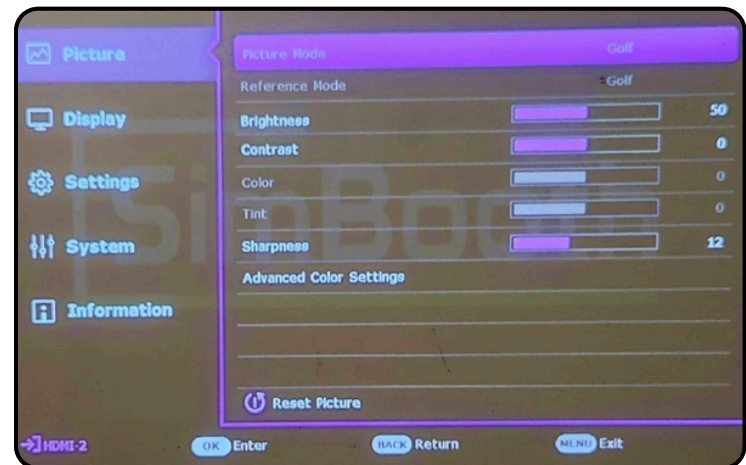 Picture
Display
Settings
System
Information
Picture Mode Golf
Reference Mode Golf
Brightness 50
Contrast 0
Color 0
Tint 0
Sharpness 12
Advanced Color Settings
Reset Picture
SimBooth
HDMI-2
OK Enter
BACK Return
MENU Exit